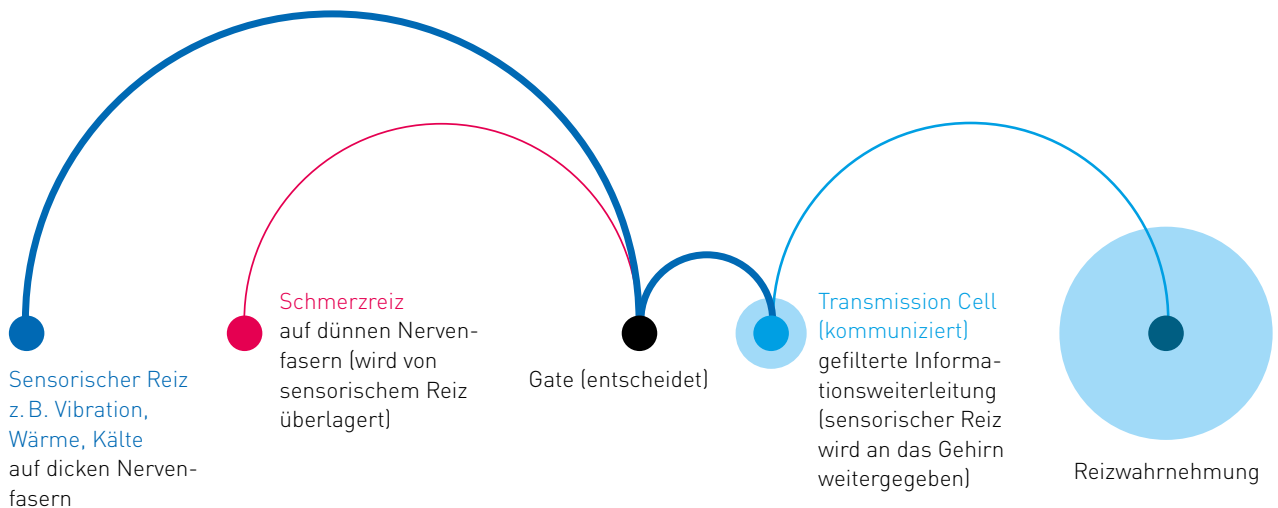 Sensorischer Reiz
z. B. Vibration,
Wärme, Kälte
auf dicken Nerven-
fasern
Schmerzreiz
auf dünnen Nerven-
fasern (wird von
sensorischem Reiz
überlagert)
Gate (entscheidet)
Transmission Cell
(kommuniziert)
gefilterte Informa-
tionsweiterleitung
(sensorischer Reiz
wird an das Gehirn
weitergegeben)
Reizwahrnehmung